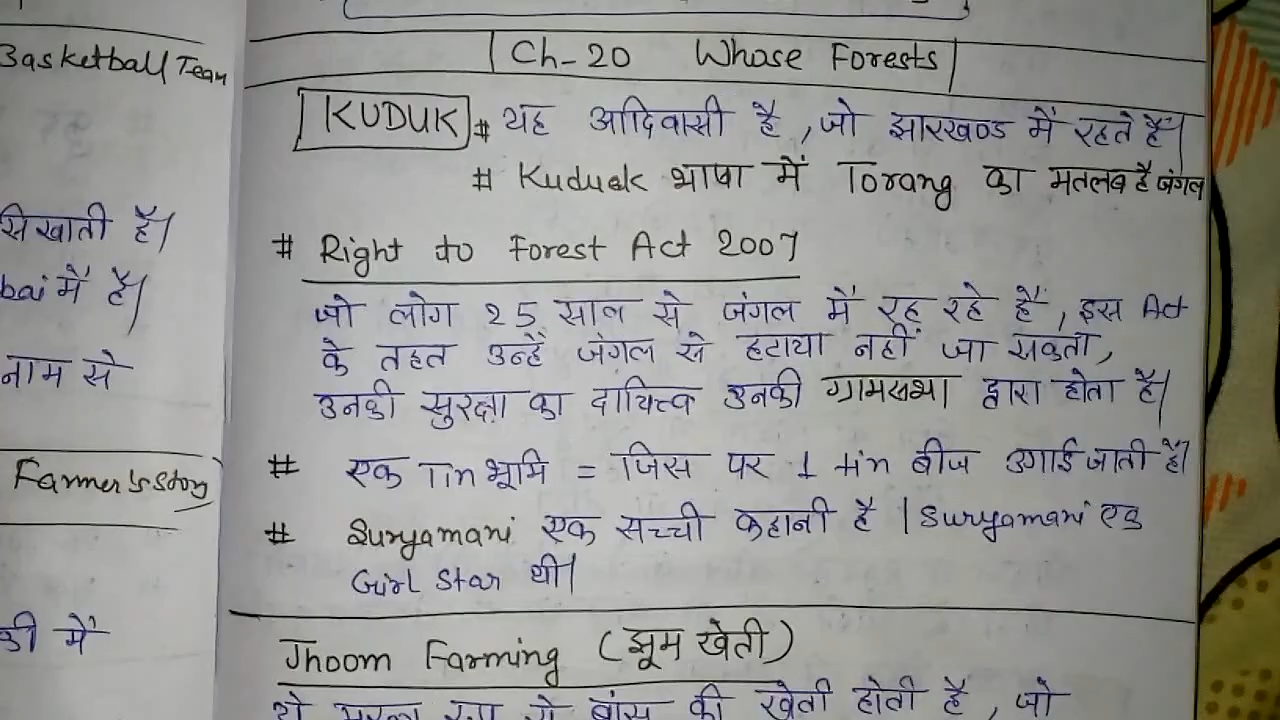 Basketball Team
सिखाती है।
bai में है।
नाम से
Farmer's Story
की में
Ch-20 Whose Forests
KUDUK # यह आदिवासी है, जो झारखण्ड में रहते हैं।
# Kuduk भाषा में Torang का मतलब है जंगल
# Right to Forest Act 2007
जो लोग 25 साल से जंगल में रह रहे हैं, इस Act
के तहत उन्हें जंगल से हटाया नहीं जा सकता,
उनकी सुरक्षा का दायित्व उनकी ग्रामसभा द्वारा होता है।
# एक Tin भूमि = जिस पर 1 tin बीज उगाई जाती है।
# Suryamani एक सच्ची कहानी है। Suryamani एक
Girl Star थी।
Jhoom Farming (झूम खेती)
बांस की खेती होती है, जो